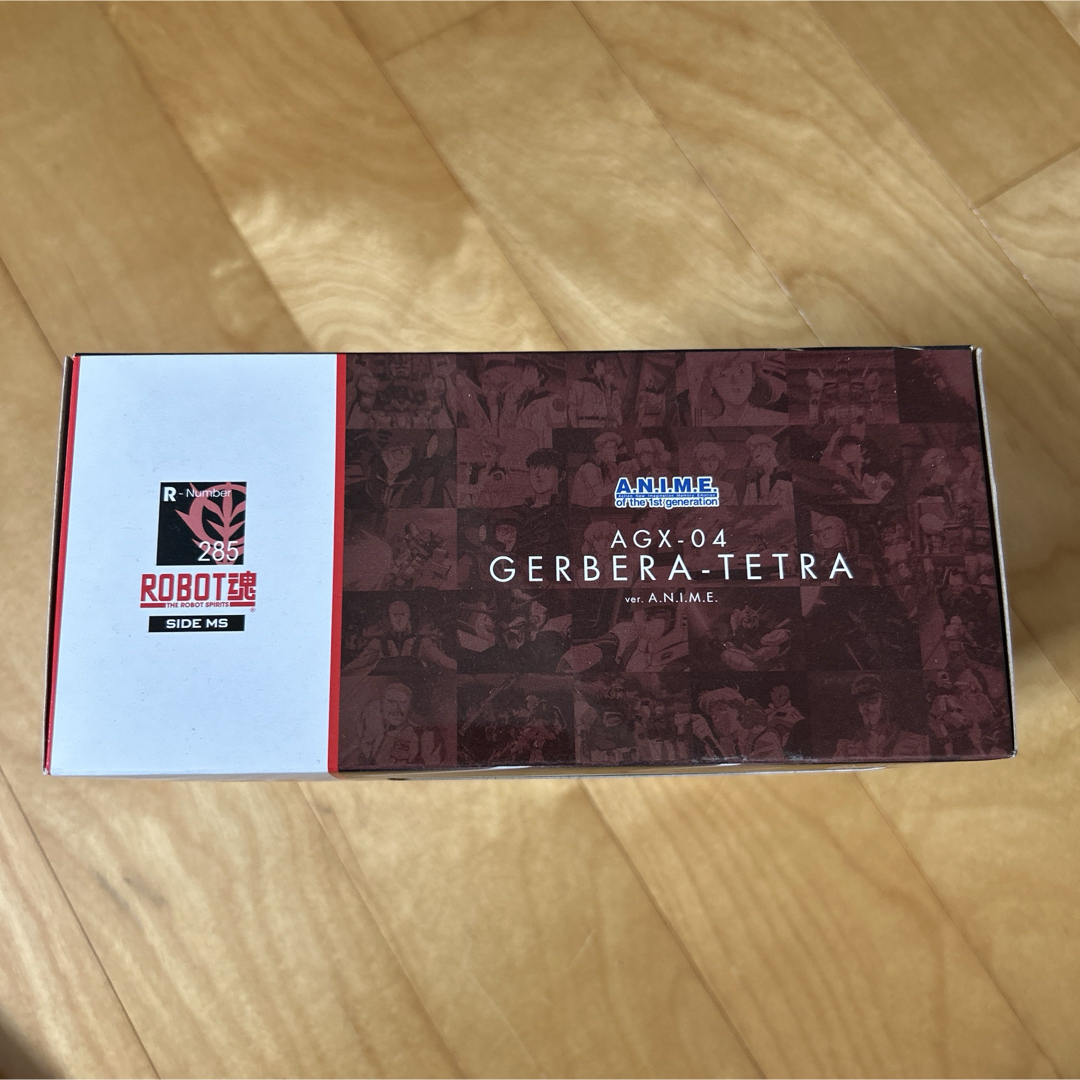 R-Number
285
ROBOT魂
THE ROBOT SPIRITS
®
SIDE MS
A.N.I.M.E.
of the 1st generation
AGX-04
GERBERA-TETRA
ver. A.N.I.M.E.